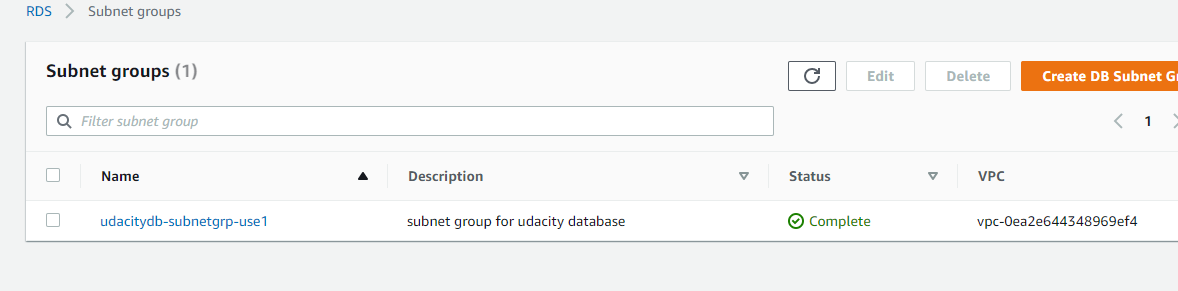 RDS > Subnet groups
Subnet groups (1)
Edit
Delete
Create DB Subnet Gr
Filter subnet group
1
Name Description Status VPC
udacitydb-subnetgrp-use1 subnet group for udacity database Complete vpc-0ea2e644348969ef4